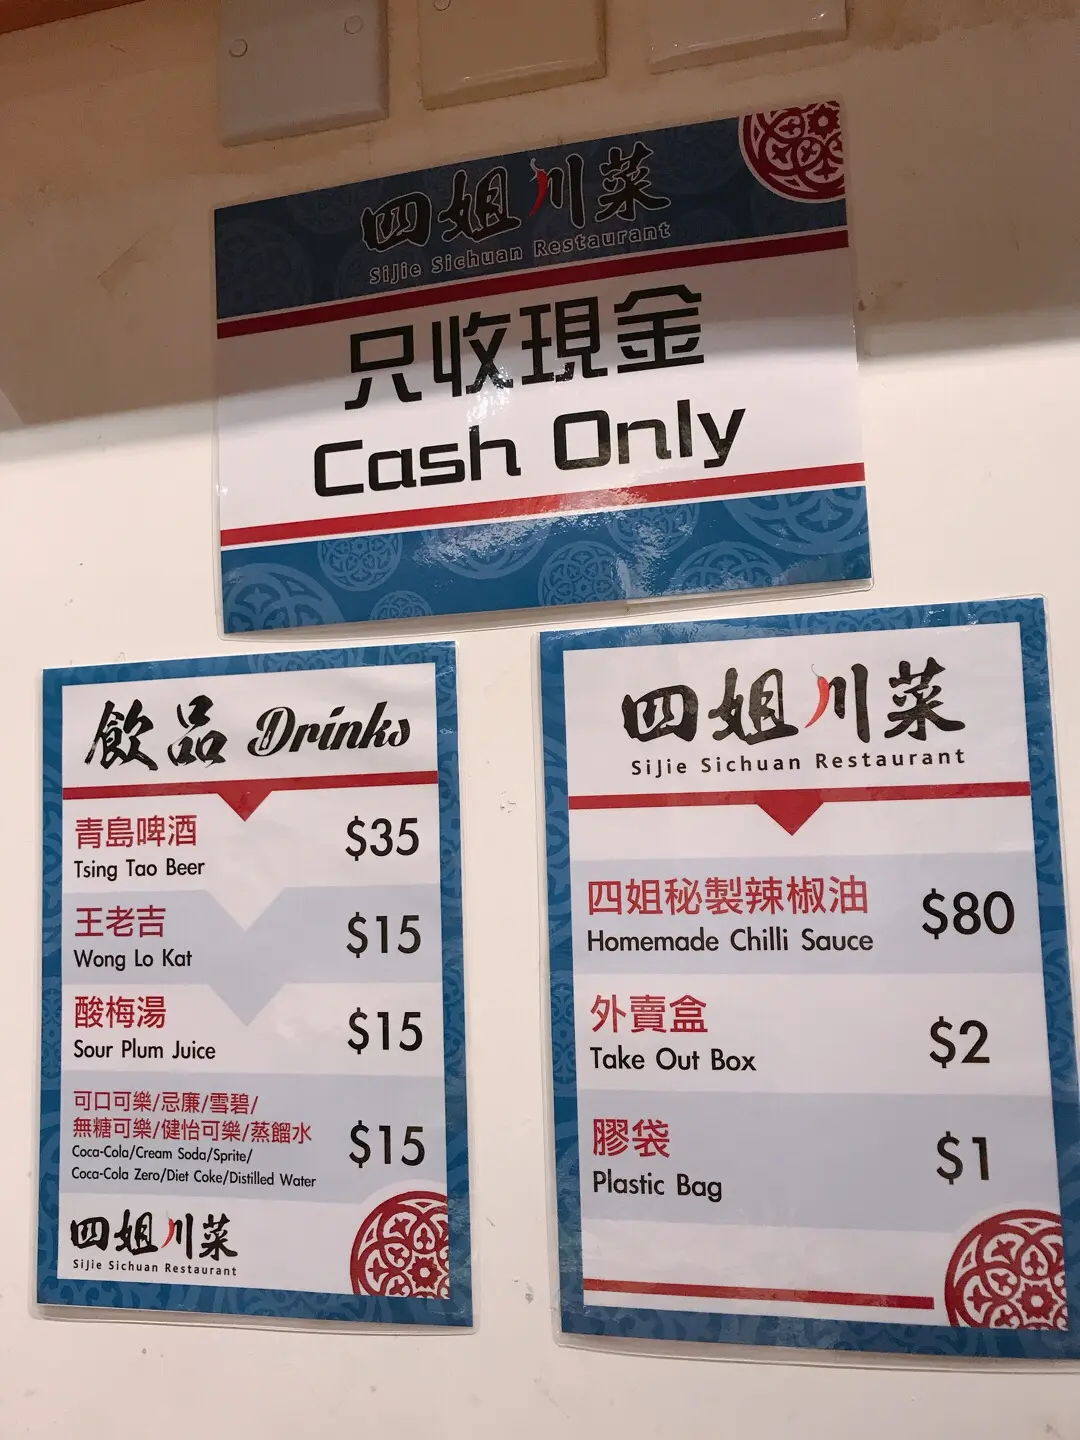 四姐川菜
SiJie Sichuan Restaurant
只收現金
Cash Only
飲品 Drinks
青島啤酒
Tsing Tao Beer
$35
王老吉
Wong Lo Kat
$15
酸梅湯
Sour Plum Juice
$15
可口可樂/忌廉/雪碧/
無糖可樂/健怡可樂/蒸餾水
Coca-Cola/Cream Soda/Sprite/
Coca-Cola Zero/Diet Coke/Distilled Water
$15
四姐川菜
SiJie Sichuan Restaurant
四姐川菜
SiJie Sichuan Restaurant
四姐秘製辣椒油
Homemade Chilli Sauce
$80
外賣盒
Take Out Box
$2
膠袋
Plastic Bag
$1